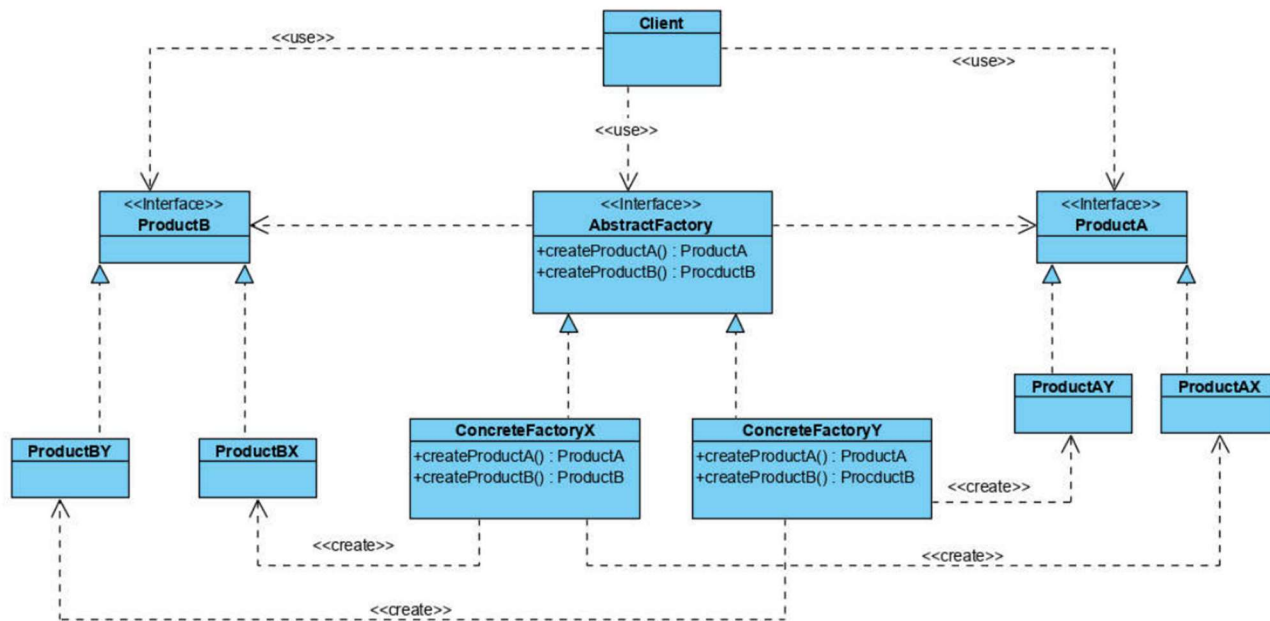 Client
<<use>>
<<use>>
<<use>>
<<Interface>>
ProductB
<<Interface>>
AbstractFactory
+createProductA() : ProductA
+createProductB() : ProcductB
<<Interface>>
ProductA
ProductAY
ProductAX
ProductBY
ProductBX
ConcreteFactoryX
+createProductA() : ProductA
+createProductB() : ProductB
ConcreteFactoryY
+createProductA() : ProductA
+createProductB() : ProcductB
<<create>>
<<create>>
<<create>>
<<create>>